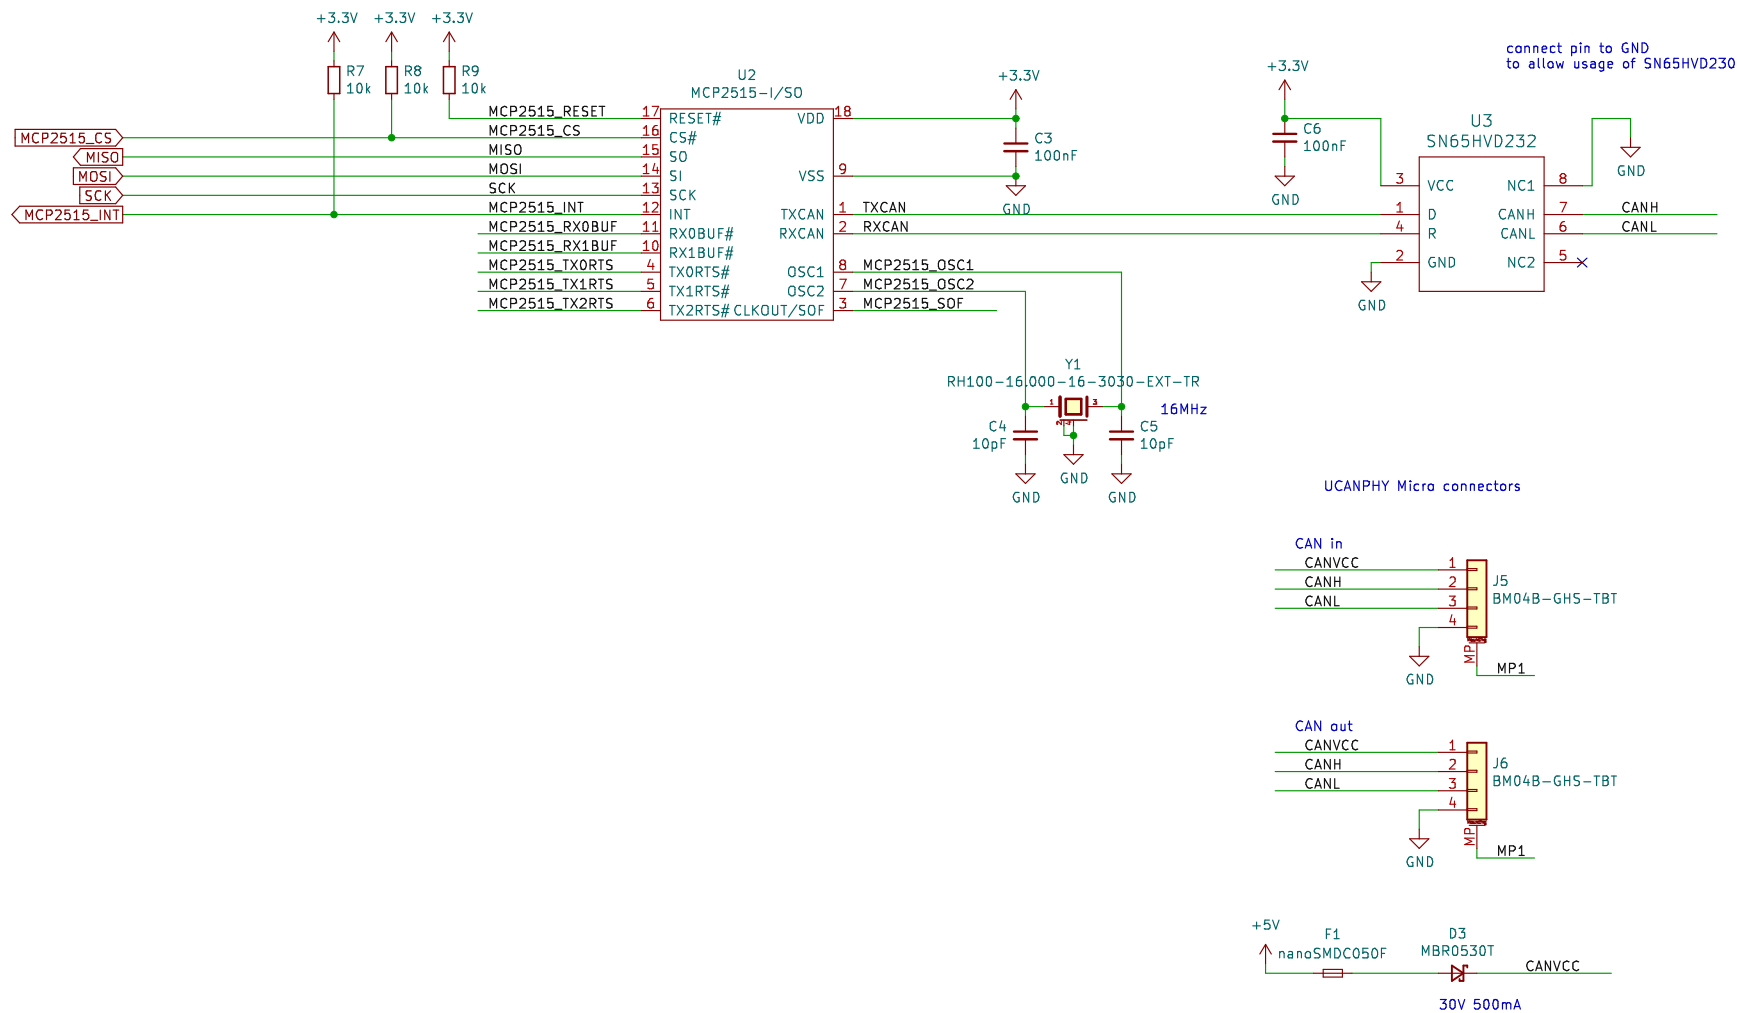 +3.3V
+3.3V
+3.3V
R7
10k
R8
10k
R9
10k
MCP2515_CS
MISO
MOSI
SCK
MCP2515_INT
MCP2515_RESET
MCP2515_CS
MISO
MOSI
SCK
MCP2515_INT
MCP2515_RX0BUF
MCP2515_RX1BUF
MCP2515_TX0RTS
MCP2515_TX1RTS
MCP2515_TX2RTS
U2
MCP2515-I/SO
17 RESET# VDD 18
16 CS#
15 SO
14 SI VSS 9
13 SCK
12 INT TXCAN 1
11 RX0BUF# RXCAN 2
10 RX1BUF#
4 TX0RTS# OSC1 8
5 TX1RTS# OSC2 7
6 TX2RTS# CLKOUT/SOF 3
+3.3V
C3
100nF
GND
TXCAN
RXCAN
MCP2515_OSC1
MCP2515_OSC2
MCP2515_SOF
Y1
RH100-16.000-16-3030-EXT-TR
16MHz
1
3
2
4
C4
10pF
C5
10pF
GND
GND
GND
+3.3V
C6
100nF
GND
connect pin to GND
to allow usage of SN65HVD230
U3
SN65HVD232
3 VCC NC1 8
1 D CANH 7
4 R CANL 6
2 GND NC2 5
GND
GND
CANH
CANL
UCANPHY Micro connectors
CAN in
CANVCC
CANH
CANL
1
2
3
4
J5
BM04B-GHS-TBT
MP
MP1
GND
CAN out
CANVCC
CANH
CANL
1
2
3
4
J6
BM04B-GHS-TBT
MP
MP1
GND
+5V
F1
nanoSMDC050F
D3
MBR0530T
CANVCC
30V 500mA